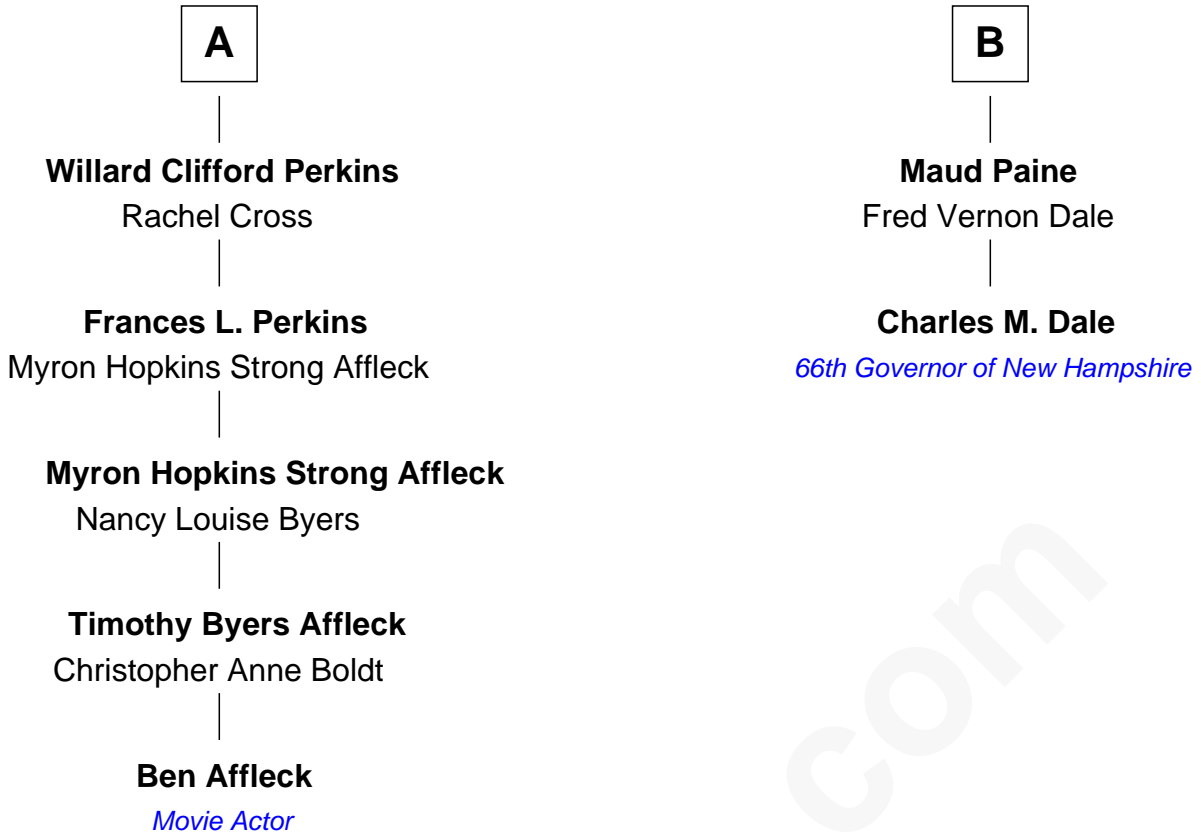 A
Willard Clifford Perkins
Rachel Cross
Frances L. Perkins
Myron Hopkins Strong Affleck
Myron Hopkins Strong Affleck
Nancy Louise Byers
Timothy Byers Affleck
Christopher Anne Boldt
Ben Affleck
Movie Actor
B
Maud Paine
Fred Vernon Dale
Charles M. Dale
66th Governor of New Hampshire
com